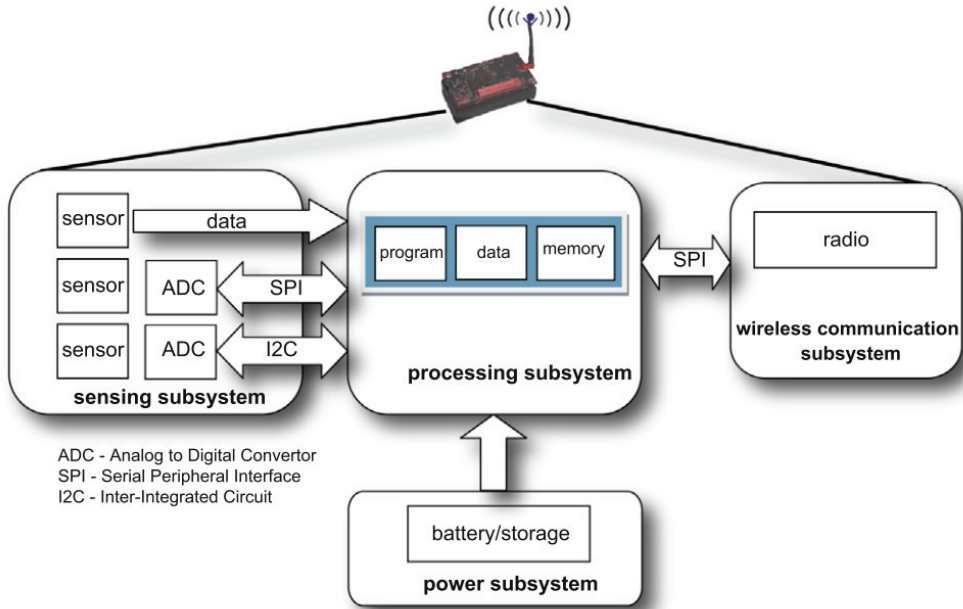 sensor
data
sensor
ADC
SPI
sensor
ADC
I2C
sensing subsystem
program
data
memory
processing subsystem
SPI
radio
wireless communication
subsystem
ADC - Analog to Digital Convertor
SPI - Serial Peripheral Interface
I2C - Inter-Integrated Circuit
battery/storage
power subsystem